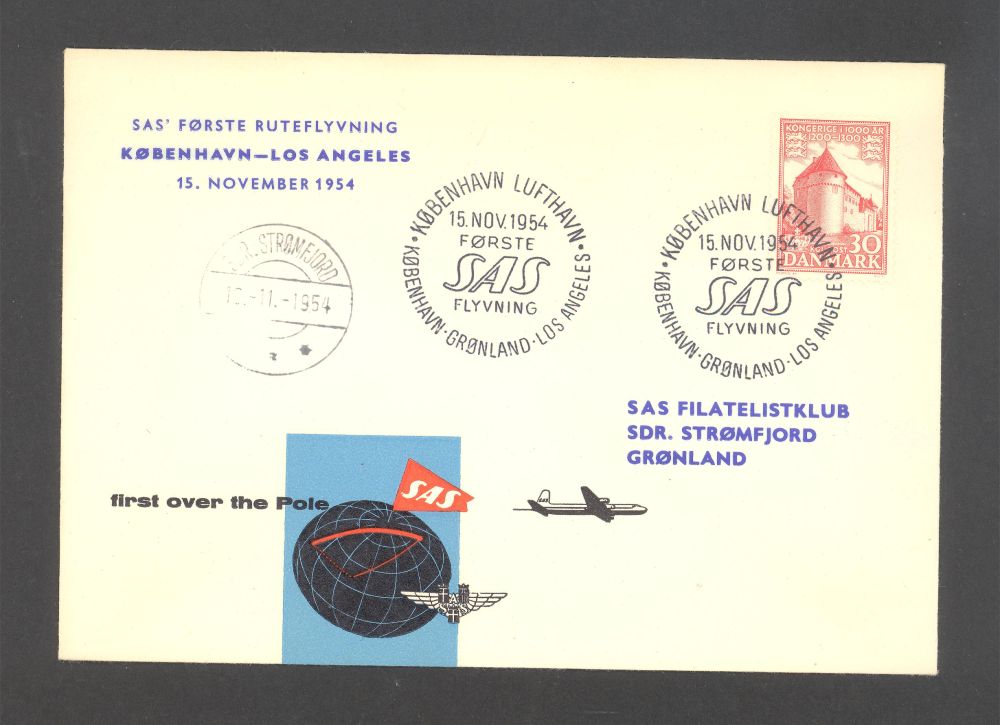 SAS' FØRSTE RUTEFLYVNING
KØBENHAVN—LOS ANGELES
15. NOVEMBER 1954
KONGERIGE I 1000 ÅR
1200-1300
30
DANMARK
KØBENHAVN LUFTHAVN
15.NOV.1954
FØRSTE
SAS
FLYVNING
KØBENHAVN·GRØNLAND·LOS ANGELES
KØBENHAVN LUFTHAVN
15.NOV.1954
FØRSTE
SAS
FLYVNING
KØBENHAVN·GRØNLAND·LOS ANGELES
STRØMFJORD
-11.-1954
SAS FILATELISTKLUB
SDR. STRØMFJORD
GRØNLAND
first over the Pole
SAS